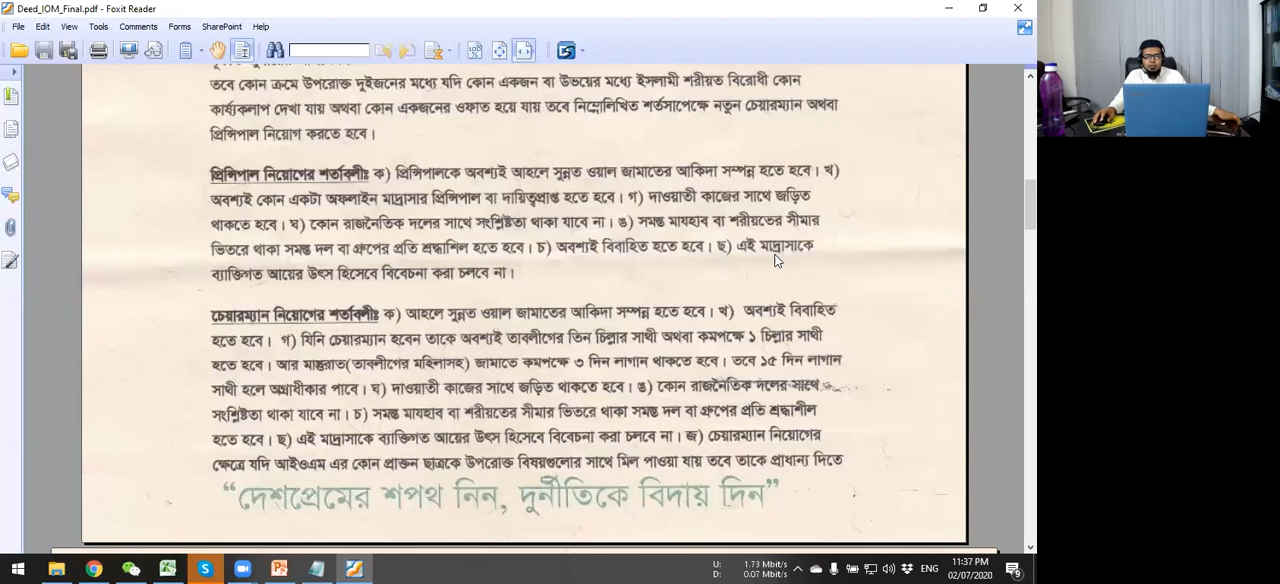 Deed_IOM_Final.pdf - Foxit Reader
File Edit View Tools Comments Forms SharePoint Help
তবে কোন ক্রমে উপরোক্ত দুইজনের মধ্যে যদি কোন একজন বা উভয়ের মধ্যে ইসলামী শরীয়ত বিরোধী কোন
কার্য্যকলাপ দেখা যায় অথবা কোন একজনের ওফাত হয়ে যায় তবে নিম্নোলিখিত শর্তসাপেক্ষে নতুন চেয়ারম্যান অথবা
প্রিন্সিপাল নিয়োগ করতে হবে।
প্রিন্সিপাল নিয়োগের শর্তাবলীঃ ক) প্রিন্সিপালকে অবশ্যই আহলে সুন্নত ওয়াল জামাতের আকিদা সম্পন্ন হতে হবে। খ)
অবশ্যই কোন একটা অফলাইন মাদ্রাসার প্রিন্সিপাল বা দায়িত্বপ্রাপ্ত হতে হবে। গ) দাওয়াতী কাজের সাথে জড়িত
থাকতে হবে। ঘ) কোন রাজনৈতিক দলের সাথে সংশ্লিষ্টতা থাকা যাবে না। ঙ) সমস্ত মাযহাব বা শরীয়তের সীমার
ভিতরে থাকা সমস্ত দল বা গ্রুপের প্রতি শ্রদ্ধাশিল হতে হবে। চ) অবশ্যই বিবাহিত হতে হবে। ছ) এই মাদ্রাসাকে
ব্যাক্তিগত আয়ের উৎস হিসেবে বিবেচনা করা চলবে না।
চেয়ারম্যান নিয়োগের শর্তাবলীঃ ক) আহলে সুন্নত ওয়াল জামাতের আকিদা সম্পন্ন হতে হবে। খ) অবশ্যই বিবাহিত
হতে হবে। গ) যিনি চেয়ারম্যান হবেন তাকে অবশ্যই তাবলীগের তিন চিল্লার সাথী অথবা কমপক্ষে ১ চিল্লার সাথী
হতে হবে। আর মাস্তুরাত(তাবলীগের মহিলাসহ) জামাতে কমপক্ষে ৩ দিন লাগান থাকতে হবে। তবে ১৫ দিন লাগান
সাথী হলে অগ্রাধীকার পাবে। ঘ) দাওয়াতী কাজের সাথে জড়িত থাকতে হবে। ঙ) কোন রাজনৈতিক দলের সাথে
সংশ্লিষ্টতা থাকা যাবে না। চ) সমস্ত মাযহাব বা শরীয়তের সীমার ভিতরে থাকা সমস্ত দল বা গ্রুপের প্রতি শ্রদ্ধাশীল
হতে হবে। ছ) এই মাদ্রাসাকে ব্যাক্তিগত আয়ের উৎস হিসেবে বিবেচনা করা চলবে না। জ) চেয়ারম্যান নিয়োগের
ক্ষেত্রে যদি আইওএম এর কোন প্রাক্তন ছাত্রকে উপরোক্ত বিষয়গুলোর সাথে মিল পাওয়া যায় তবে তাকে প্রাধান্য দিতে
“দেশপ্রেমের শপথ নিন, দুর্নীতিকে বিদায় দিন”
U: 1.73 Mbit/s
D: 0.07 Mbit/s
ENG
11:37 PM
02/07/2020